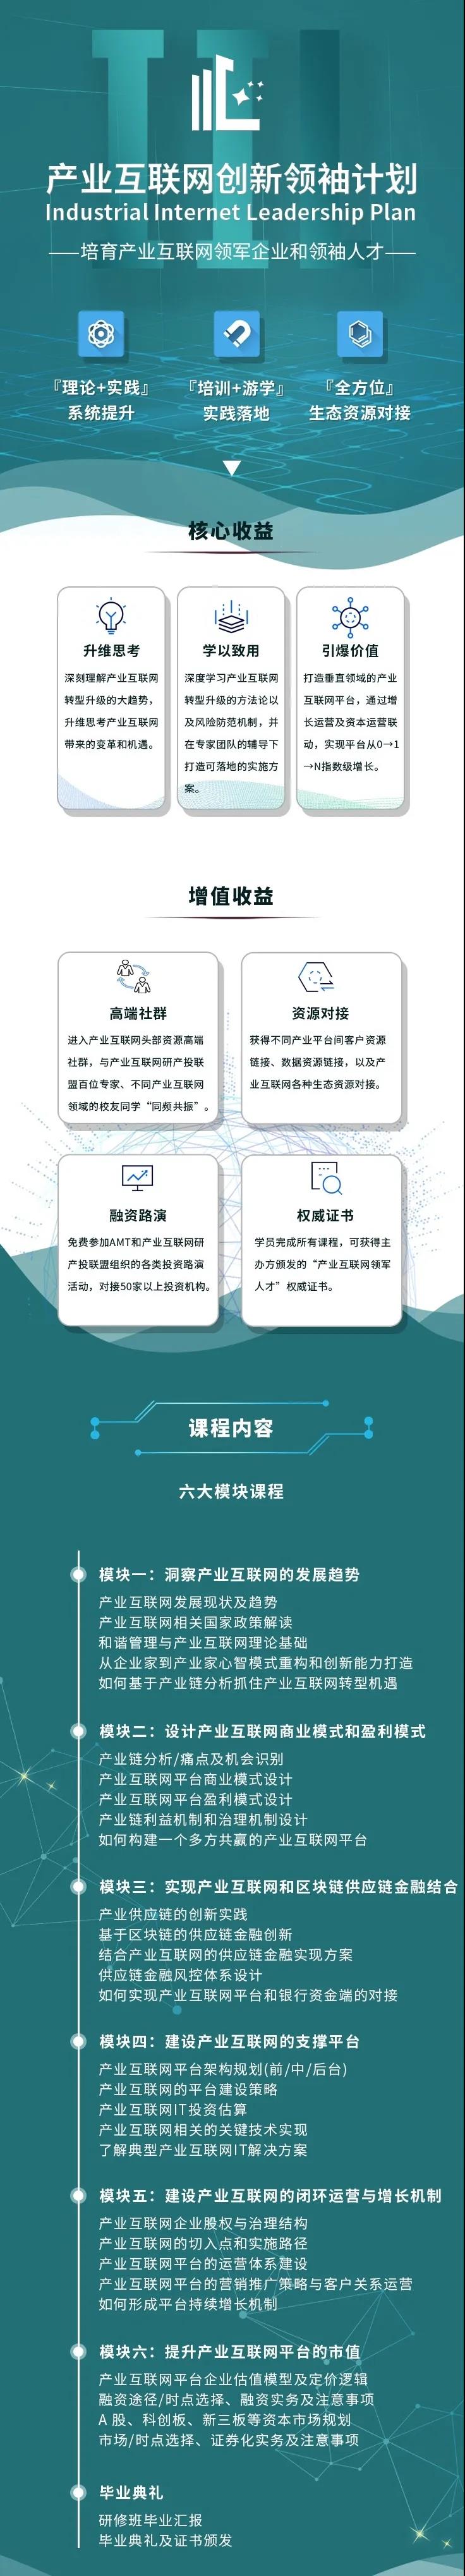 产业互联网创新领袖计划
Industrial Internet Leadership Plan
培育产业互联网领军企业和领袖人才
『理论+实践』
系统提升
『培训+游学』
实践落地
『全方位』
生态资源对接
核心收益
升维思考
深刻理解产业互联网
转型升级的大趋势，
升维思考产业互联网
带来的变革和机遇。
学以致用
深度学习产业互联网
转型升级的方法论以
及风险防范机制，并
在专家团队的辅导下
打造可落地的实施方
案。
引爆价值
打造垂直领域的产业
互联网平台，通过增
长运营及资本运营联
动，实现平台从0→1
→N指数级增长。
增值收益
高端社群
进入产业互联网头部资源高端
社群，与产业互联网研产投联
盟百位专家、不同产业互联网
领域的校友同学“同频共振”。
资源对接
获得不同产业平台间客户资源
链接、数据资源链接，以及产
业互联网各种生态资源对接。
融资路演
免费参加AMT和产业互联网研
产投联盟组织的各类投资路演
活动，对接50家以上投资机构。
权威证书
学员完成所有课程，可获得主
办方颁发的“产业互联网领军
人才”权威证书。
课程内容
六大模块课程
模块一：洞察产业互联网的发展趋势
产业互联网发展现状及趋势
产业互联网相关国家政策解读
和谐管理与产业互联网理论基础
从企业家到产业家心智模式重构和创新能力打造
如何基于产业链分析抓住产业互联网转型机遇
模块二：设计产业互联网商业模式和盈利模式
产业链分析/痛点及机会识别
产业互联网平台商业模式设计
产业互联网平台盈利模式设计
产业链利益机制和治理机制设计
如何构建一个多方共赢的产业互联网平台
模块三：实现产业互联网和区块链供应链金融结合
产业供应链的创新实践
基于区块链的供应链金融创新
结合产业互联网的供应链金融实现方案
供应链金融风控体系设计
如何实现产业互联网平台和银行资金端的对接
模块四：建设产业互联网的支撑平台
产业互联网平台架构规划(前/中/后台)
产业互联网的平台建设策略
产业互联网IT投资估算
产业互联网相关的关键技术实现
了解典型产业互联网IT解决方案
模块五：建设产业互联网的闭环运营与增长机制
产业互联网企业股权与治理结构
产业互联网的切入点和实施路径
产业互联网平台的运营体系建设
产业互联网平台的营销推广策略与客户关系运营
如何形成平台持续增长机制
模块六：提升产业互联网平台的市值
产业互联网平台企业估值模型及定价逻辑
融资途径/时点选择、融资实务及注意事项
A 股、科创板、新三板等资本市场规划
市场/时点选择、证券化实务及注意事项
毕业典礼
研修班毕业汇报
毕业典礼及证书颁发